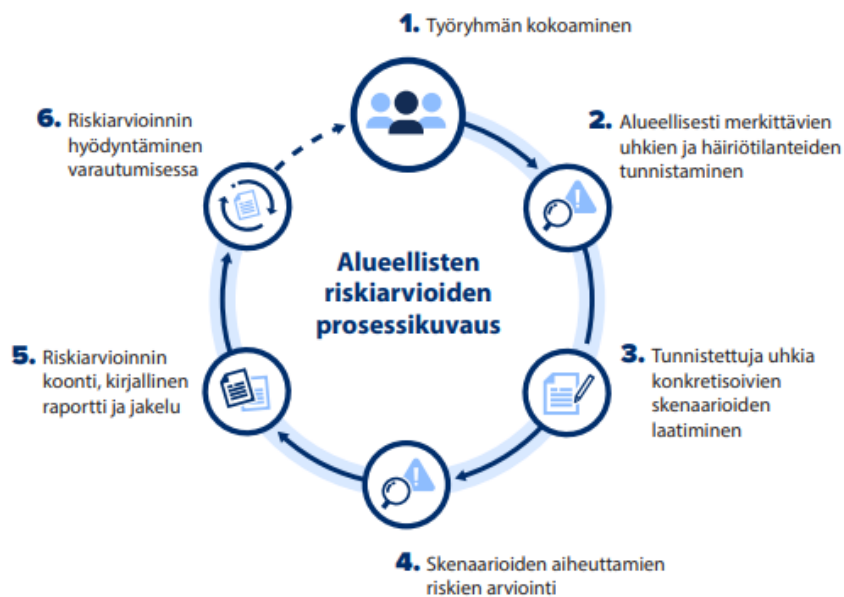 1. Työryhmän kokoaminen
2. Alueellisesti merkittävien
uhkien ja häiriötilanteiden
tunnistaminen
3. Tunnistettuja uhkia
konkretisoivien
skenaarioiden
laatiminen
4. Skenaarioiden aiheuttamien
riskien arviointi
5. Riskiarvioinnin
koonti, kirjallinen
raportti ja jakelu
6. Riskiarvioinnin
hyödyntäminen
varautumisessa
Alueellisten
riskiarvioiden
prosessikuvaus